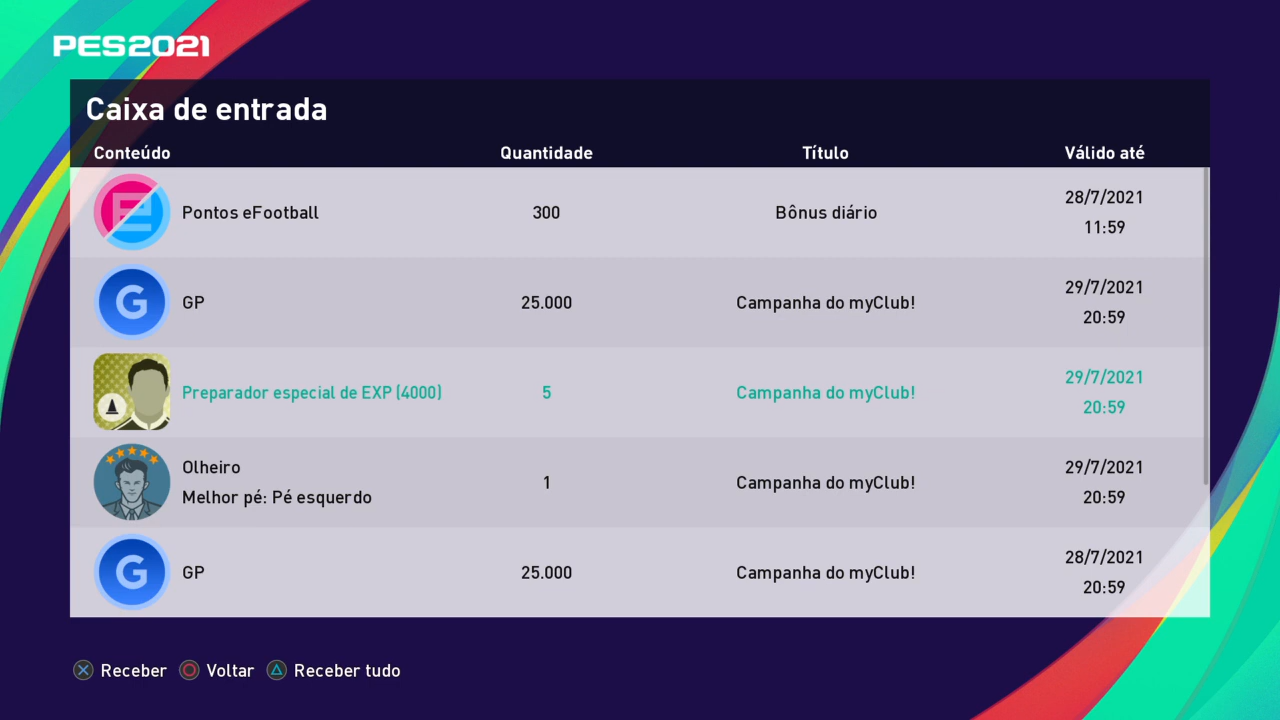 PES2021
Caixa de entrada
Conteúdo Quantidade Título Válido até
Pontos eFootball 300 Bônus diário 28/7/2021 11:59
GP 25.000 Campanha do myClub! 29/7/2021 20:59
Preparador especial de EXP (4000) 5 Campanha do myClub! 29/7/2021 20:59
Olheiro
Melhor pé: Pé esquerdo 1 Campanha do myClub! 29/7/2021 20:59
GP 25.000 Campanha do myClub! 28/7/2021 20:59
Receber Voltar Receber tudo